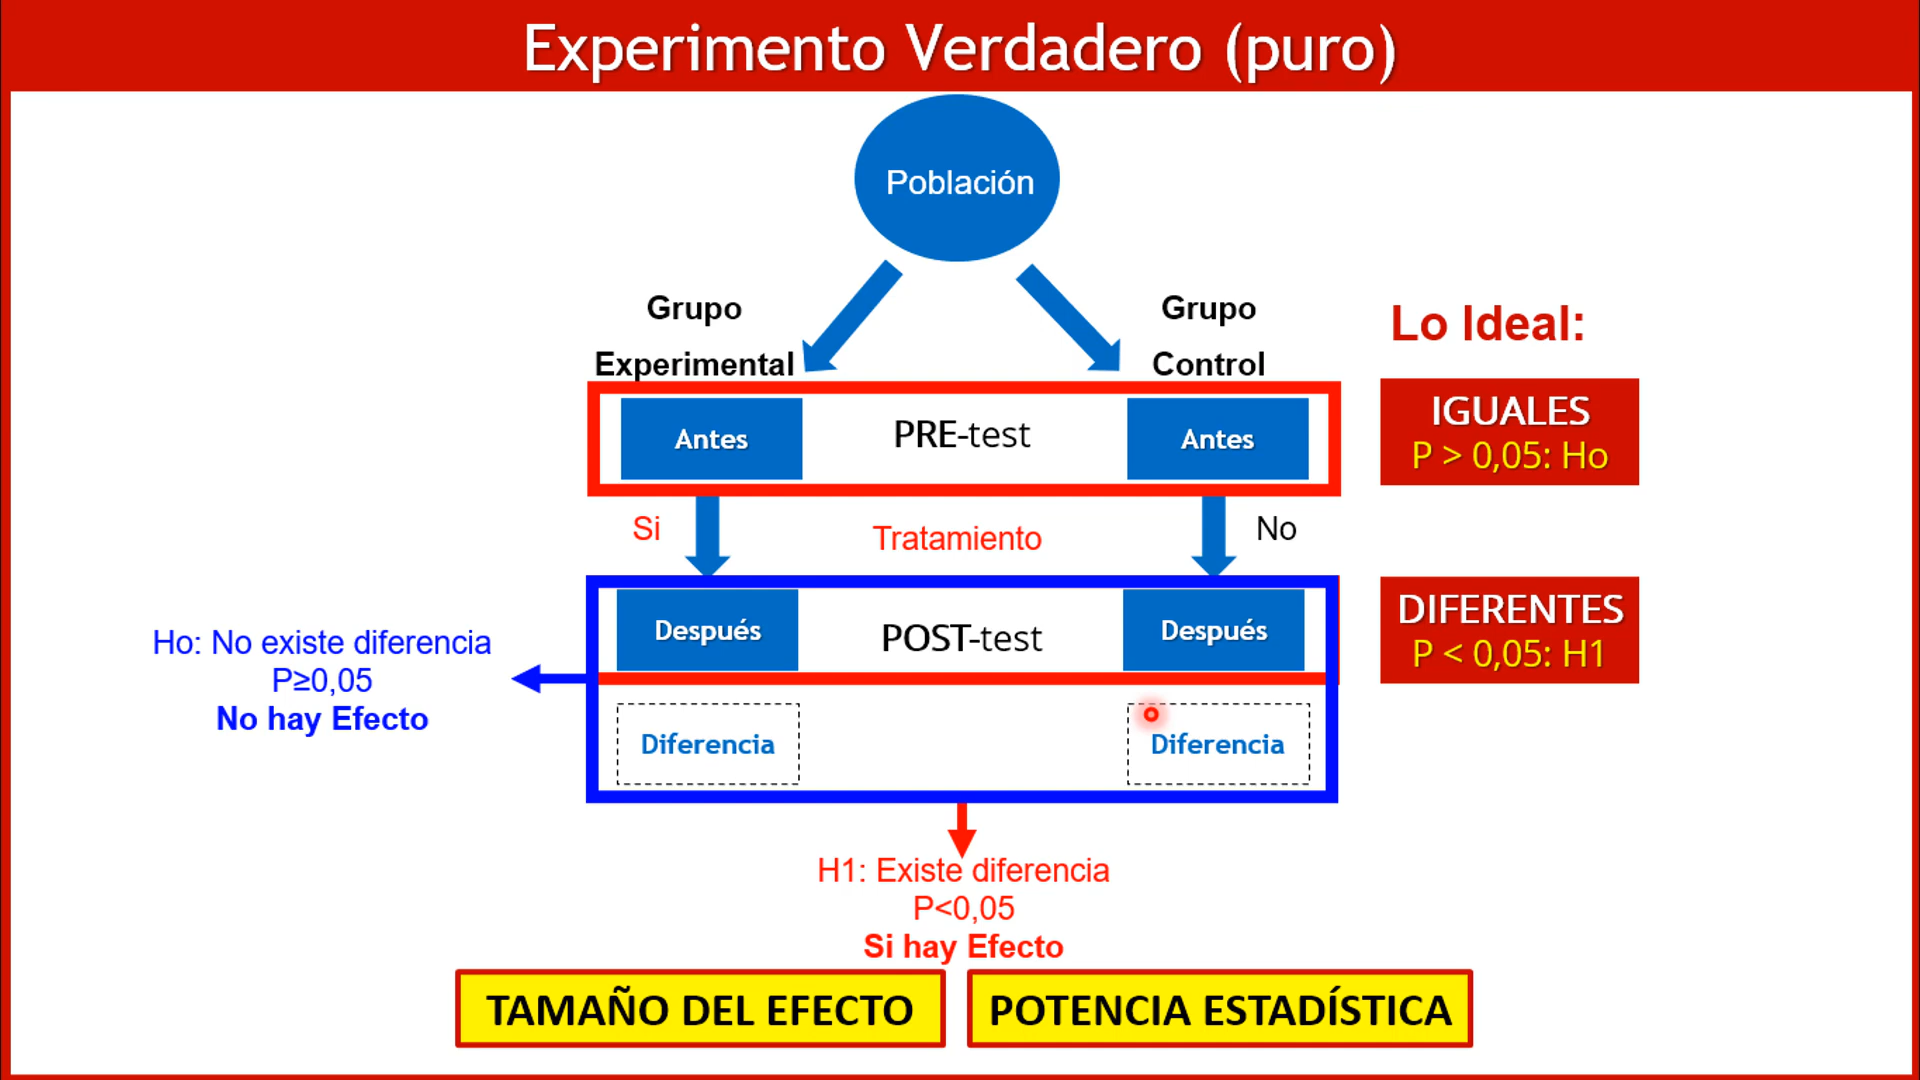 Experimento Verdadero (puro)
Población
Grupo
Experimental
Grupo
Control
Lo Ideal:
Antes
PRE-test
Antes
IGUALES
P > 0,05: Ho
Si
Tratamiento
No
Después
POST-test
Después
DIFERENTES
P < 0,05: H1
Ho: No existe diferencia
P≥0,05
No hay Efecto
Diferencia
Diferencia
H1: Existe diferencia
P<0,05
Si hay Efecto
TAMAÑO DEL EFECTO
POTENCIA ESTADÍSTICA